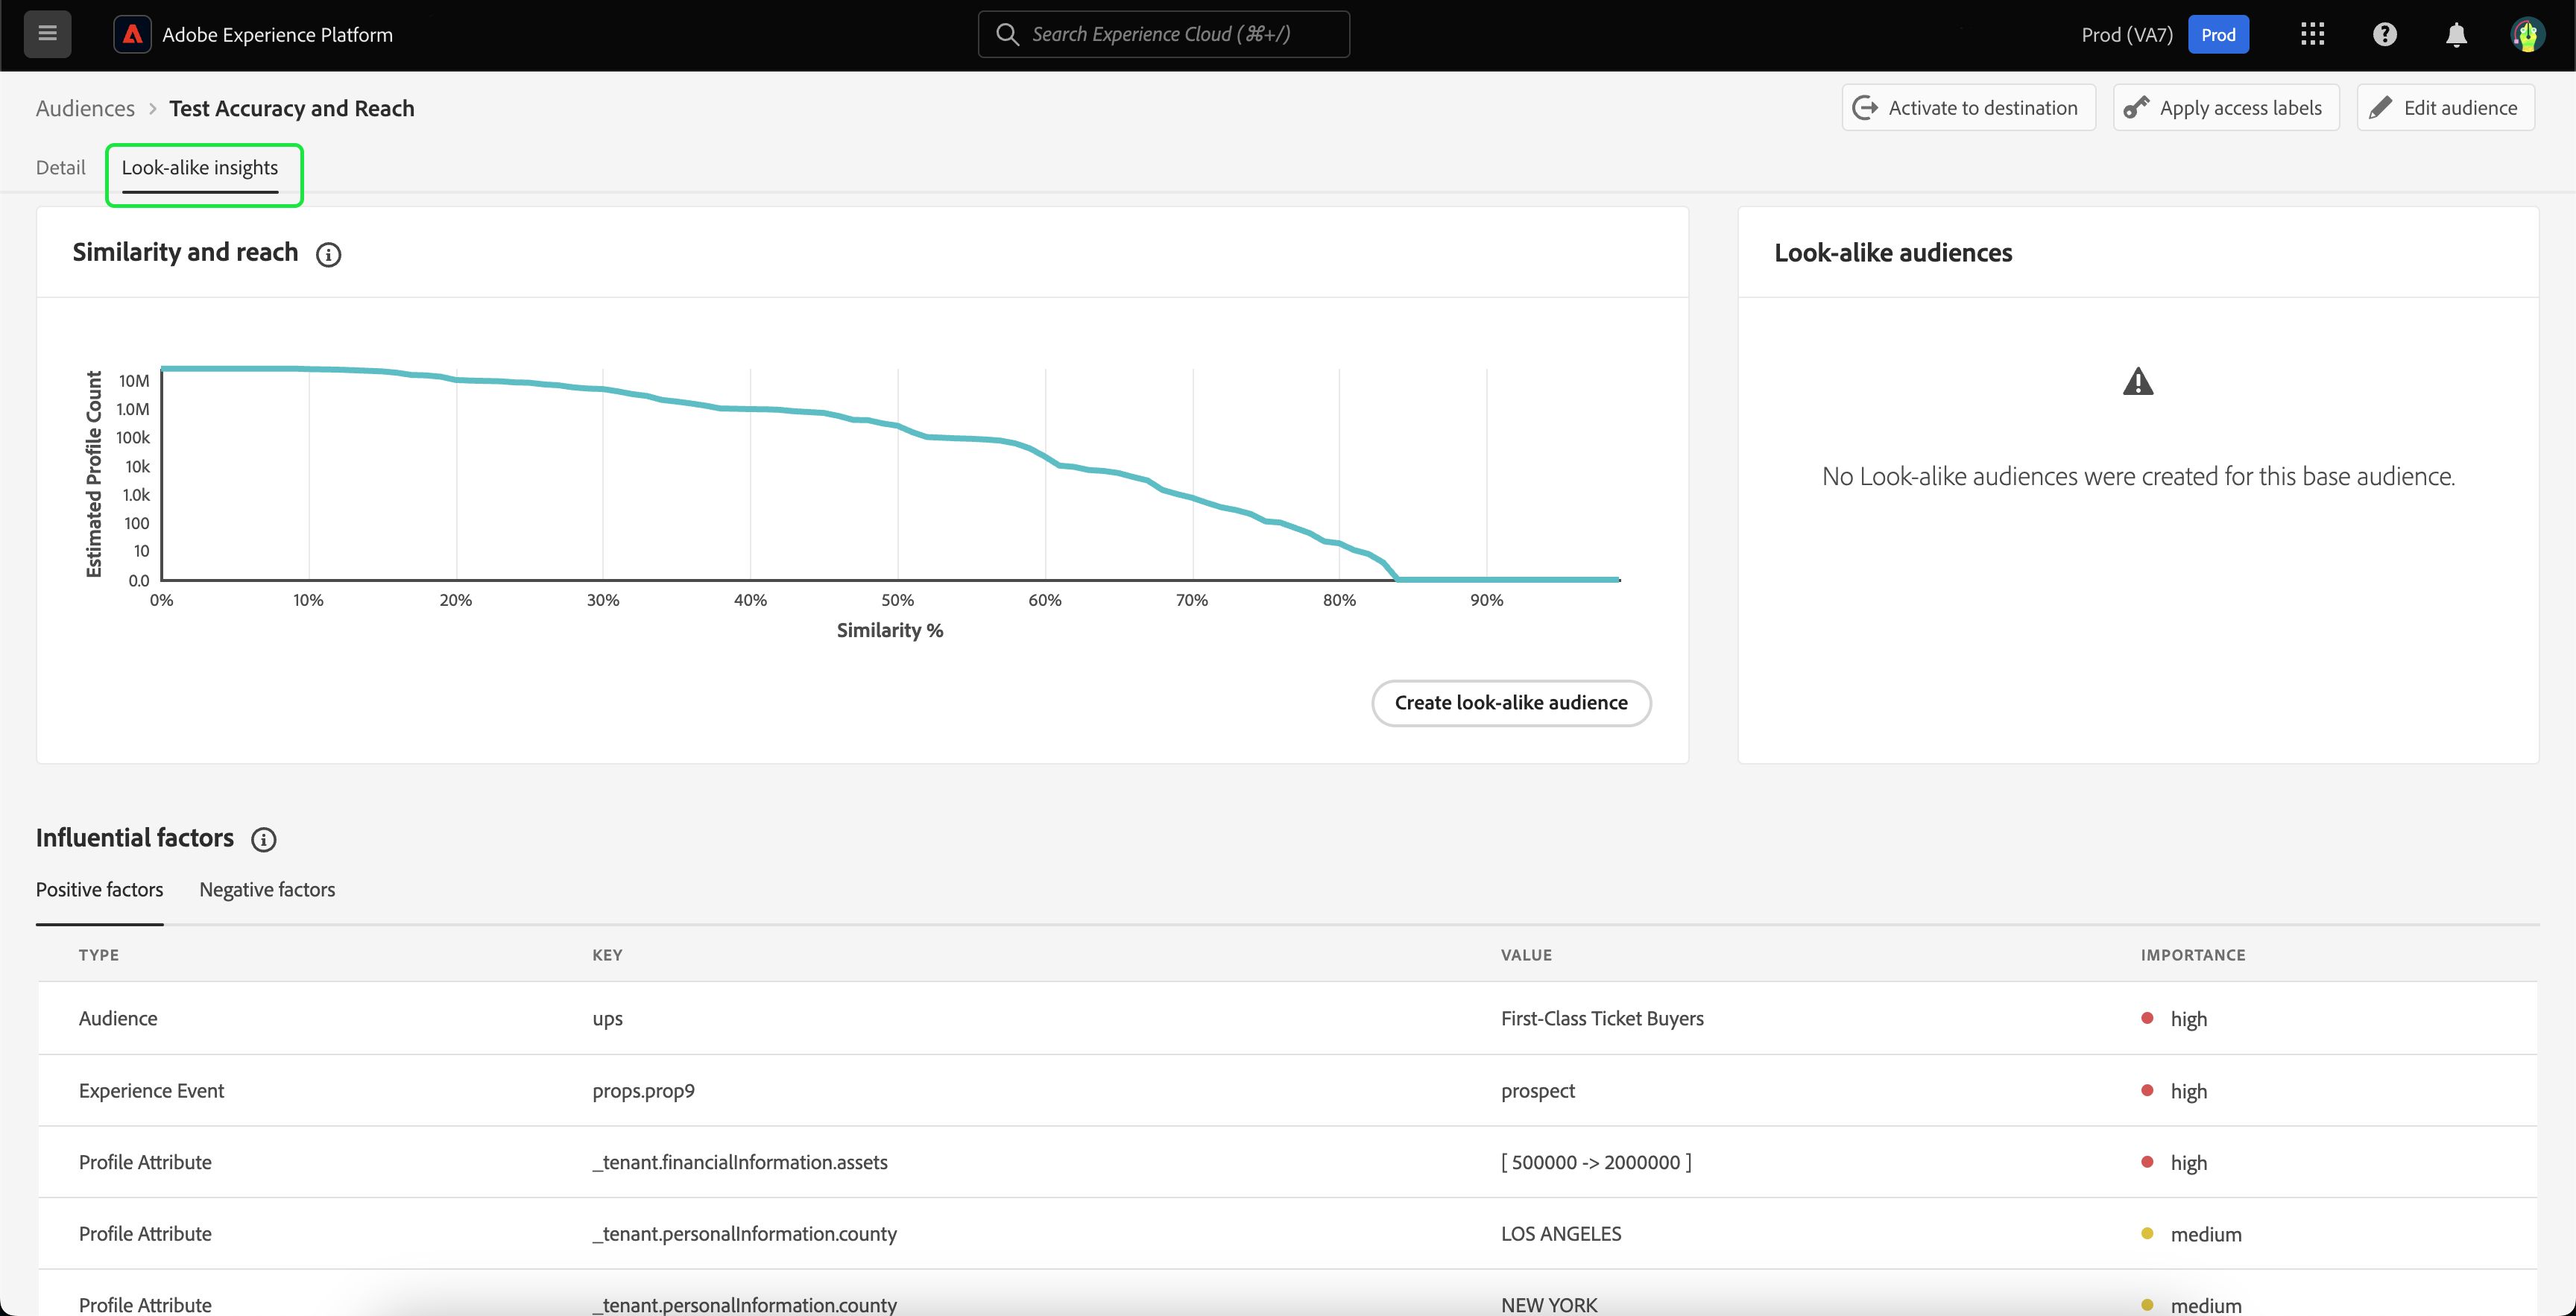 Adobe Experience Platform
Search Experience Cloud (⌘+/)
Prod (VA7)
Prod
Audiences > Test Accuracy and Reach
Activate to destination
Apply access labels
Edit audience
Detail
Look-alike insights
Similarity and reach
Look-alike audiences
Estimated Profile Count
10M
1.0M
100k
10k
1.0k
100
10
0.0
0%
10%
20%
30%
40%
50%
60%
70%
80%
90%
Similarity %
Create look-alike audience
No Look-alike audiences were created for this base audience.
Influential factors
Positive factors
Negative factors
TYPE KEY VALUE IMPORTANCE
Audience ups First-Class Ticket Buyers high
Experience Event props.prop9 prospect high
Profile Attribute _tenant.financialInformation.assets [ 500000 -> 2000000 ] high
Profile Attribute _tenant.personalInformation.county LOS ANGELES medium
Profile Attribute _tenant.personalInformation.county NEW YORK medium